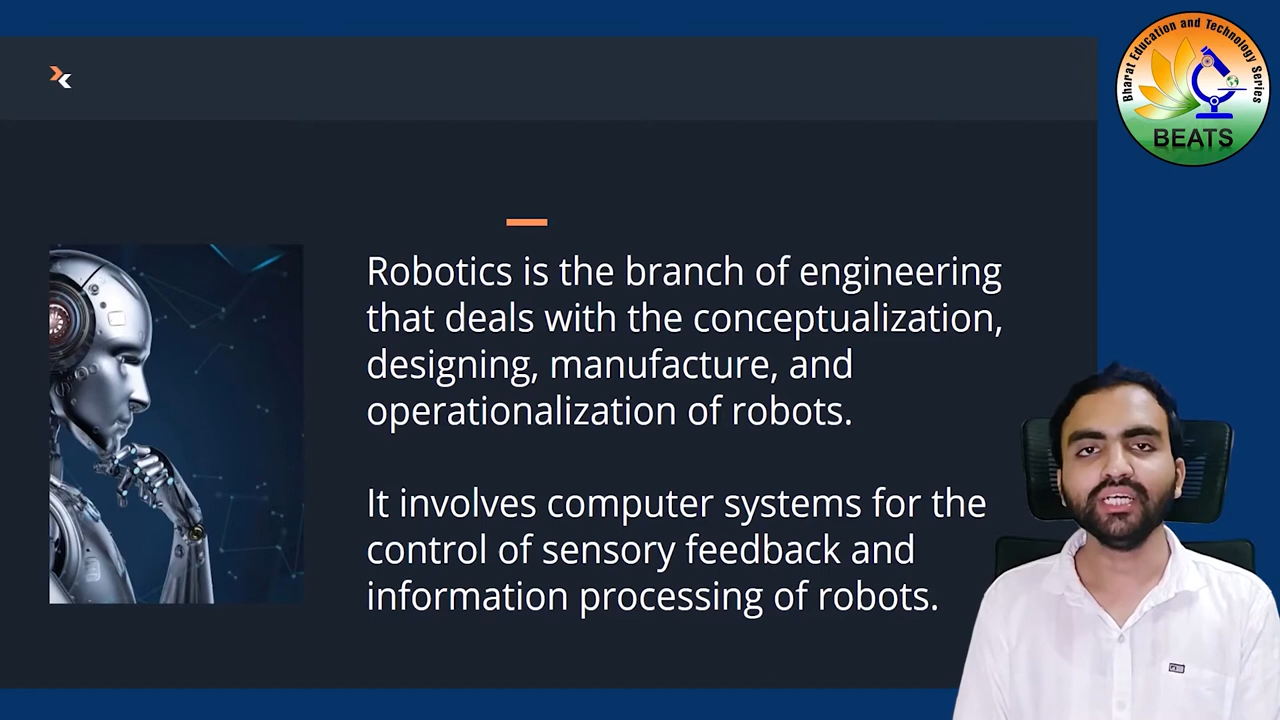 Bharat Education and Technology Series
BEATS
Robotics is the branch of engineering
that deals with the conceptualization,
designing, manufacture, and
operationalization of robots.
It involves computer systems for the
control of sensory feedback and
information processing of robots.